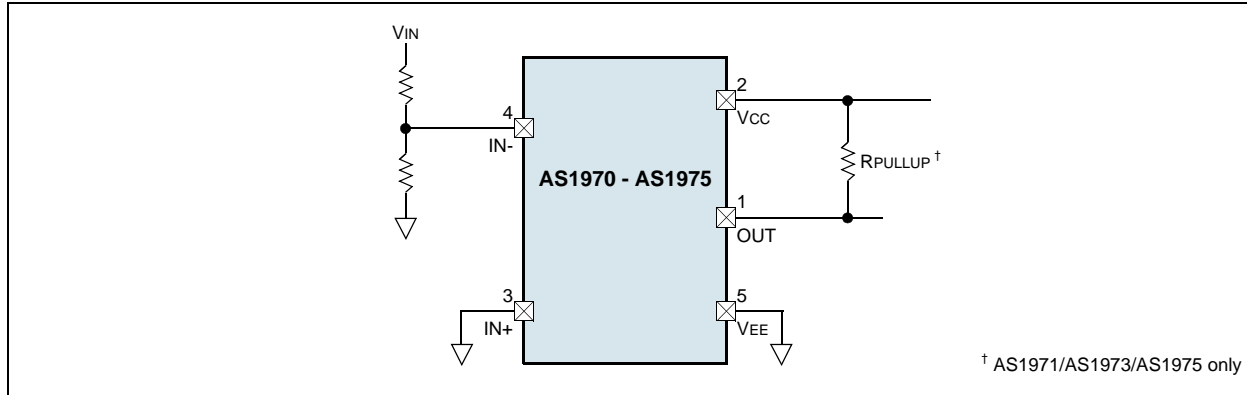 VIN
4
IN-
AS1970 - AS1975
2
VCC
RPULLUP †
1
OUT
3
IN+
5
VEE
† AS1971/AS1973/AS1975 only